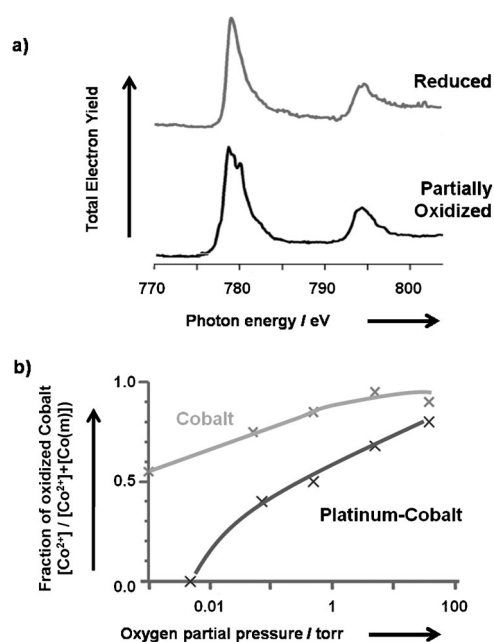 a)
Total Electron Yield
Reduced
Partially
Oxidized
770
780
790
800
Photon energy / eV
b)
Fraction of oxidized Cobalt
[Co²⁺] / [Co²⁺]+[Co(m)])
1.0
0.5
0.0
Cobalt
Platinum-Cobalt
0.01
1
100
Oxygen partial pressure / torr